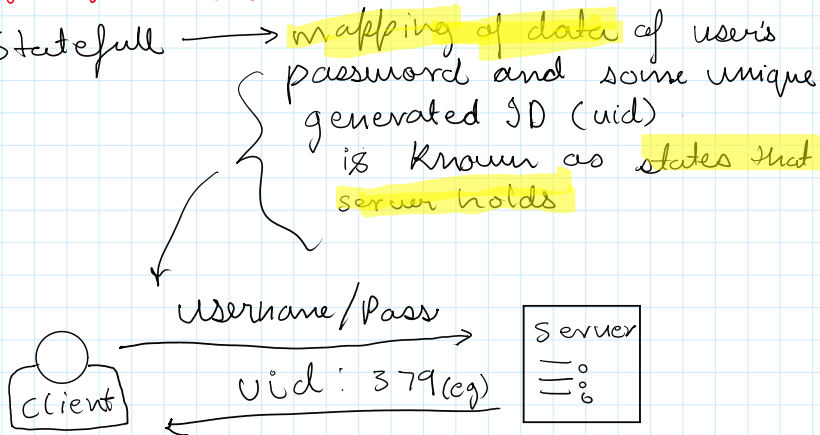 Statefull → mapping of data of user's
password and some unique
generated ID (uid)
is known as states that
server holds
Username/Pass
Server
uid : 379 (eg)
Client